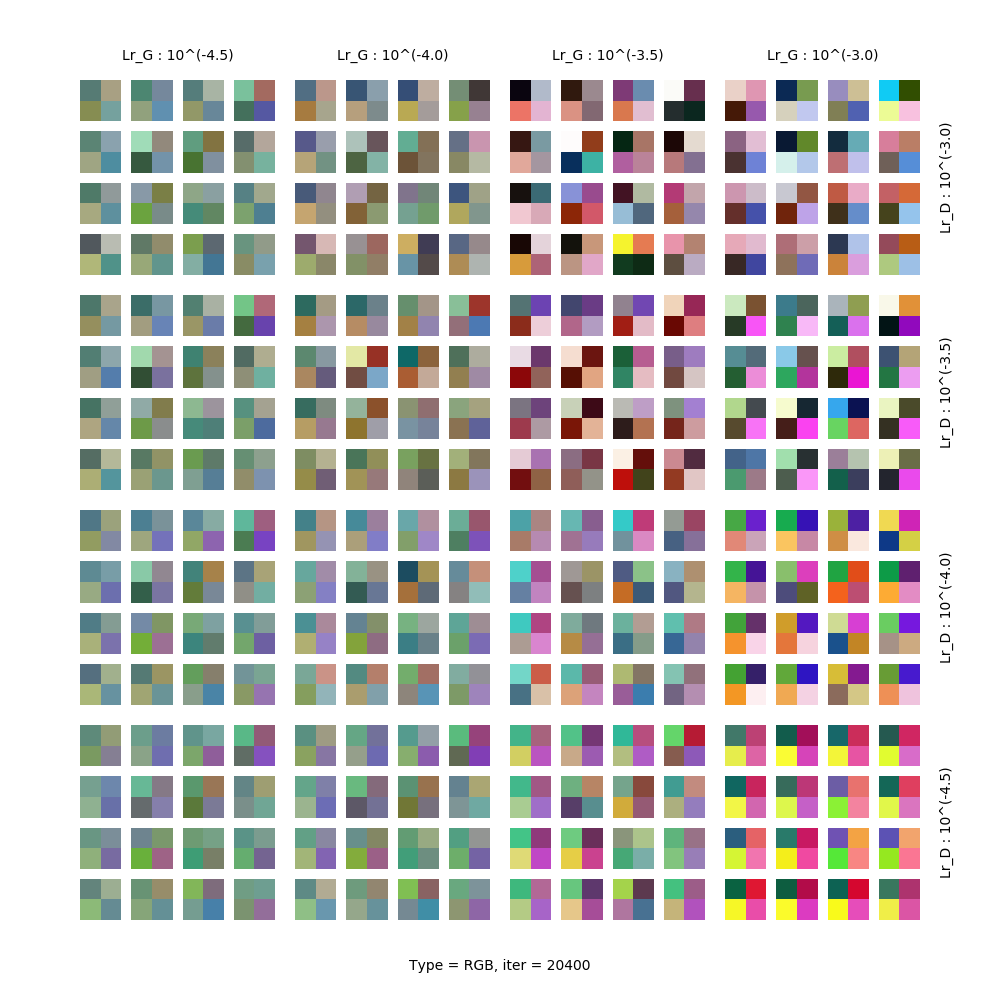 Lr_G : 10^(-4.5)
Lr_G : 10^(-4.0)
Lr_G : 10^(-3.5)
Lr_G : 10^(-3.0)
Lr_D : 10^(-3.0)
Lr_D : 10^(-3.5)
Lr_D : 10^(-4.0)
Lr_D : 10^(-4.5)
Type = RGB, iter = 20400